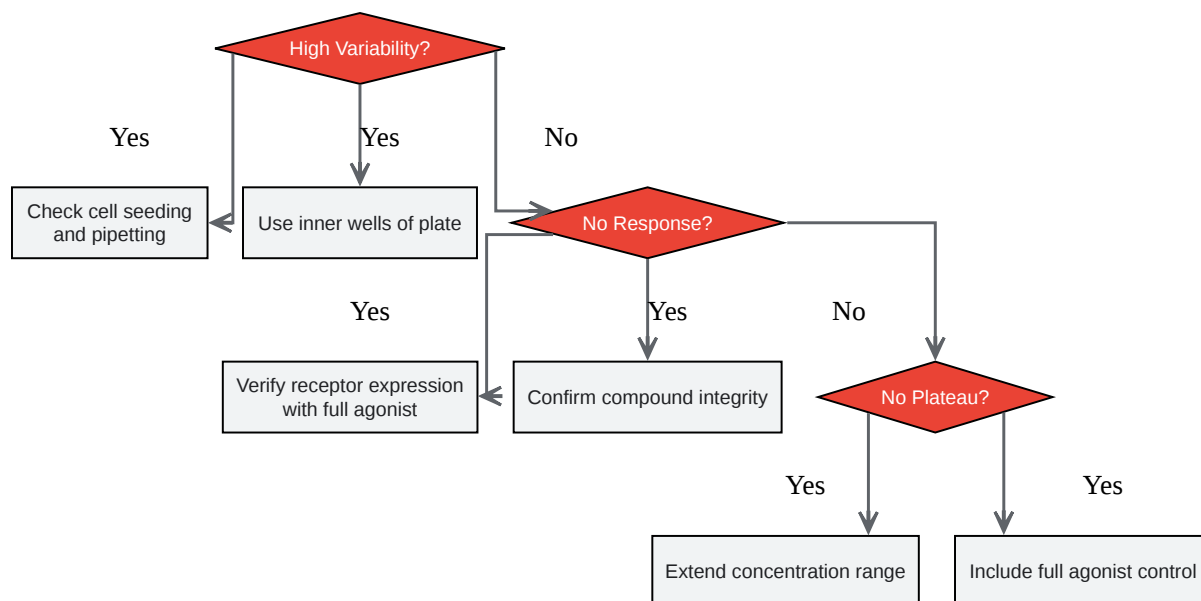 High Variability?
Yes
Yes
No
Check cell seeding
and pipetting
Use inner wells of plate
No Response?
Yes
Yes
No
Verify receptor expression
with full agonist
Confirm compound integrity
No Plateau?
Yes
Yes
Extend concentration range
Include full agonist control